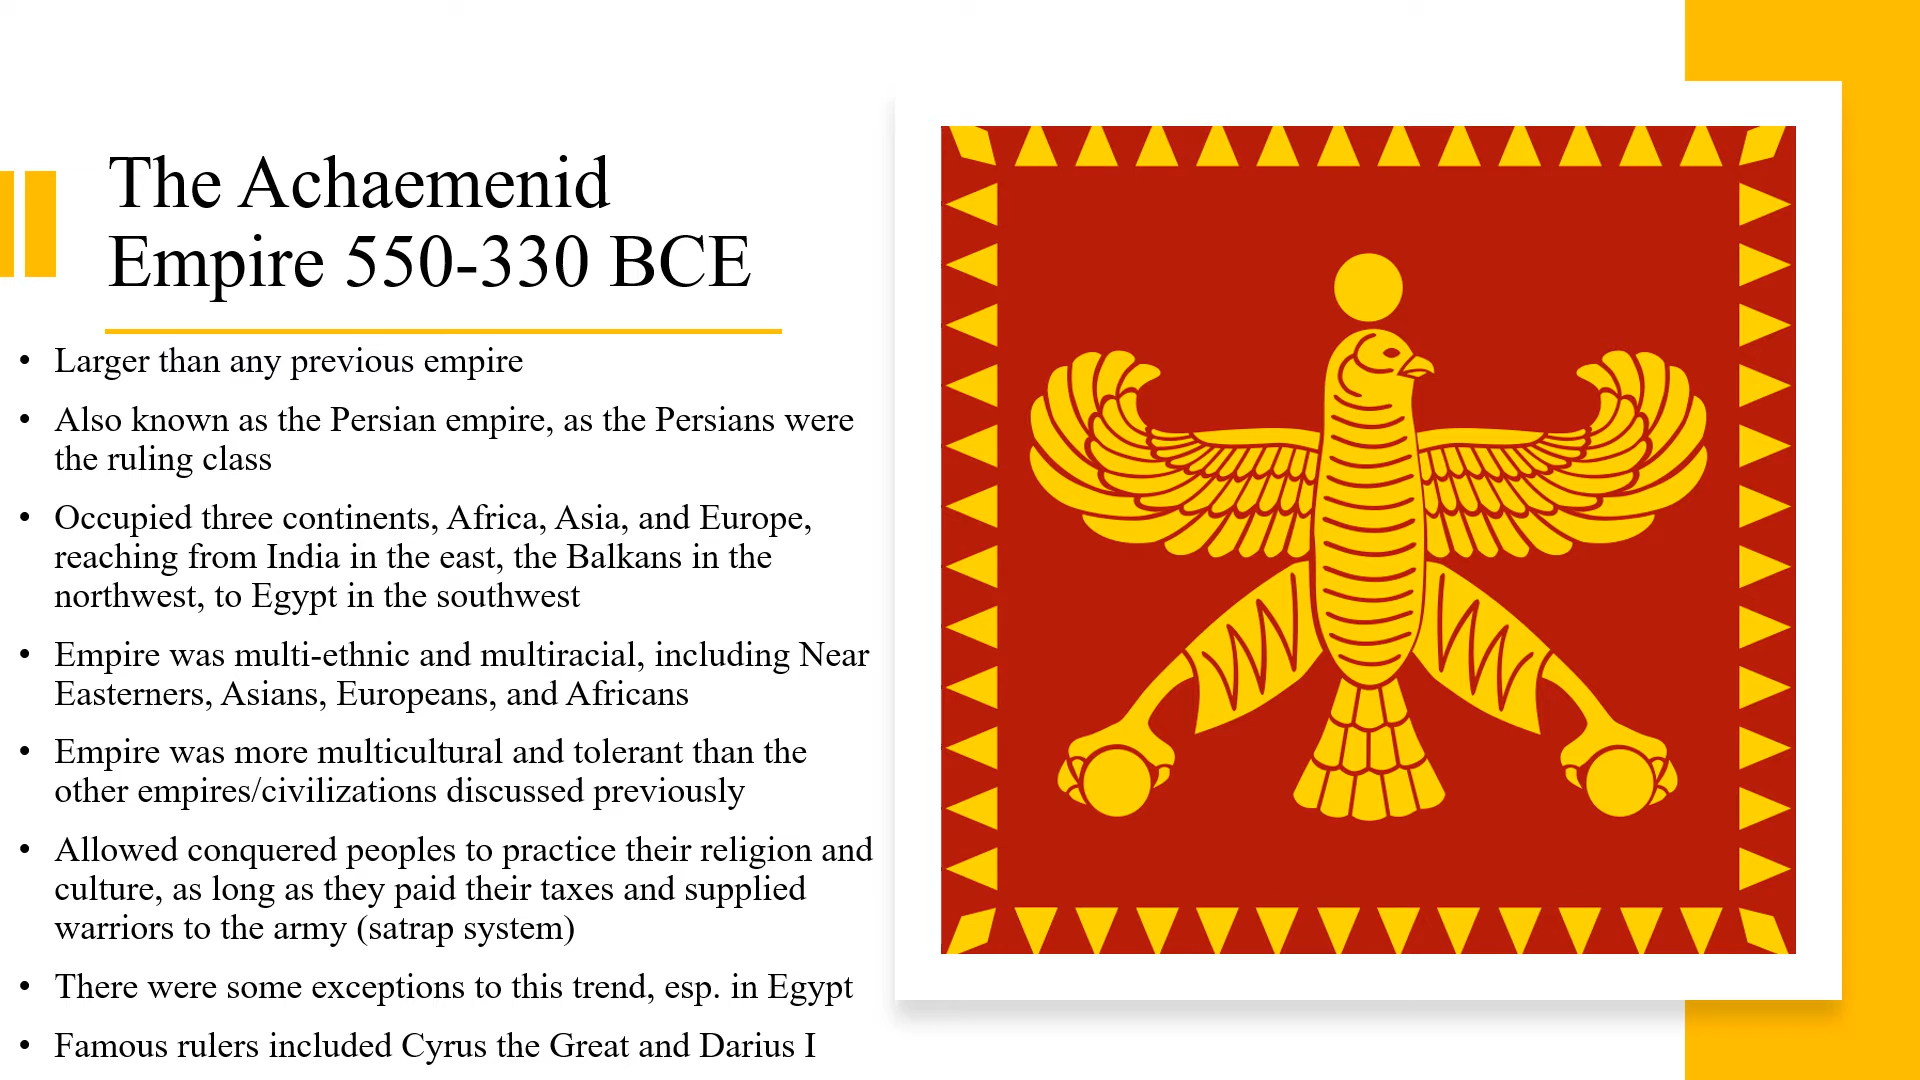 The Achaemenid
Empire 550-330 BCE
• Larger than any previous empire
• Also known as the Persian empire, as the Persians were
the ruling class
• Occupied three continents, Africa, Asia, and Europe,
reaching from India in the east, the Balkans in the
northwest, to Egypt in the southwest
• Empire was multi-ethnic and multiracial, including Near
Easterners, Asians, Europeans, and Africans
• Empire was more multicultural and tolerant than the
other empires/civilizations discussed previously
• Allowed conquered peoples to practice their religion and
culture, as long as they paid their taxes and supplied
warriors to the army (satrap system)
• There were some exceptions to this trend, esp. in Egypt
• Famous rulers included Cyrus the Great and Darius I